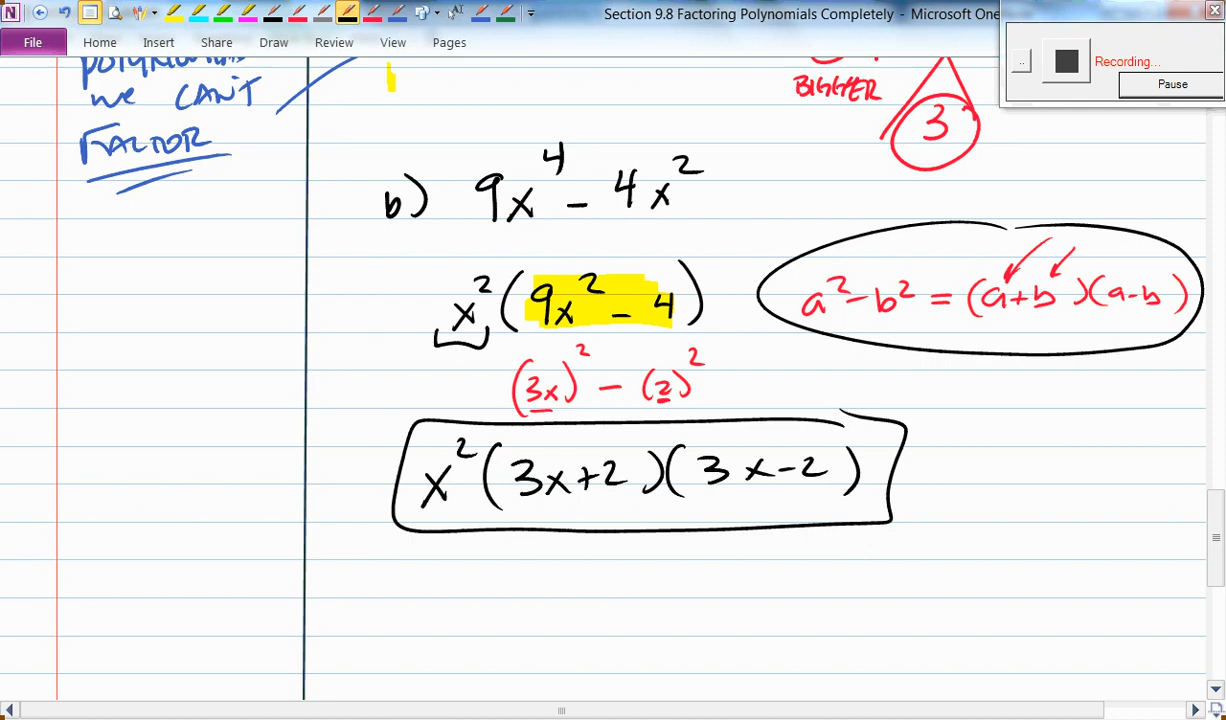 Section 9.8 Factoring Polynomials Completely - Microsoft One
File Home Insert Share Draw Review View Pages
Recording...
Pause
we CAN'T
FACTOR
BIGGER
3
b) 9x⁴ - 4x²
x²(9x² - 4)
a² - b² = (a+b)(a-b)
(3x)² - (2)²
x²(3x+2)(3x-2)